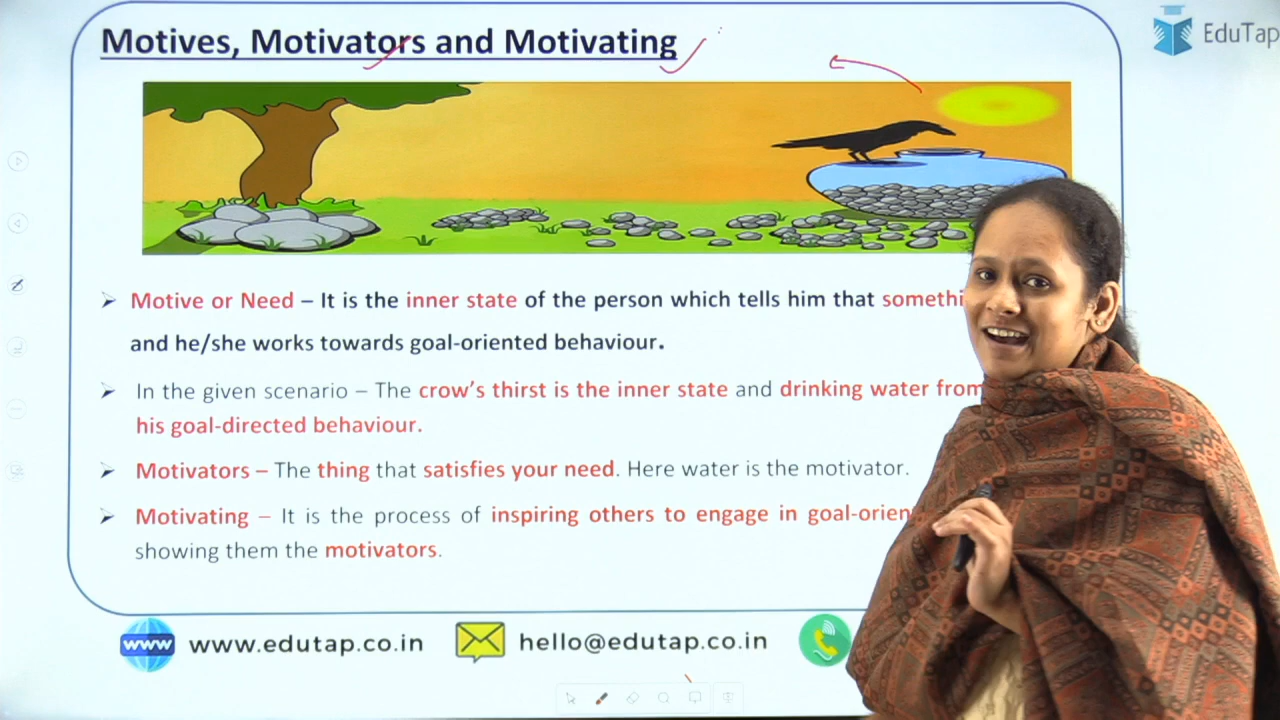 Motives, Motivators and Motivating
EduTap
➤ Motive or Need – It is the inner state of the person which tells him that
and he/she works towards goal-oriented behaviour.
➤ In the given scenario – The crow's thirst is the inner state and drinking water from
his goal-directed behaviour.
➤ Motivators – The thing that satisfies your need. Here water is the motivator.
➤ Motivating – It is the process of inspiring others to engage in
showing them the motivators.
www www.edutap.co.in hello@edutap.co.in